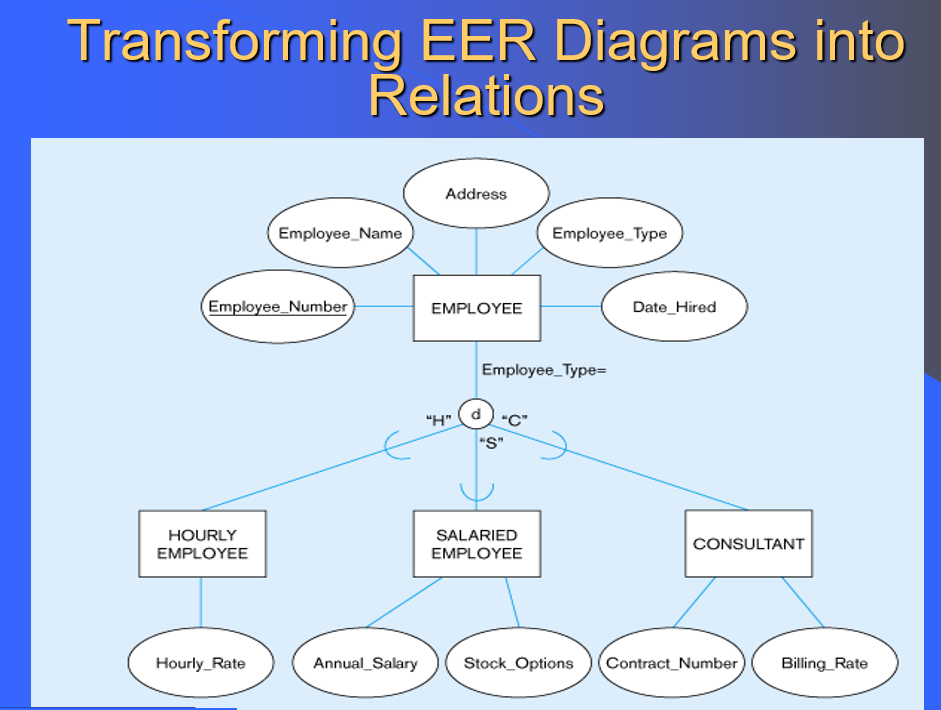 Transforming EER Diagrams into
Relations
Address
Employee_Name
Employee_Type
Employee_Number
EMPLOYEE
Date_Hired
Employee_Type=
“H”
d
“C”
“S”
HOURLY
EMPLOYEE
SALARIED
EMPLOYEE
CONSULTANT
Hourly_Rate
Annual_Salary
Stock_Options
Contract_Number
Billing_Rate